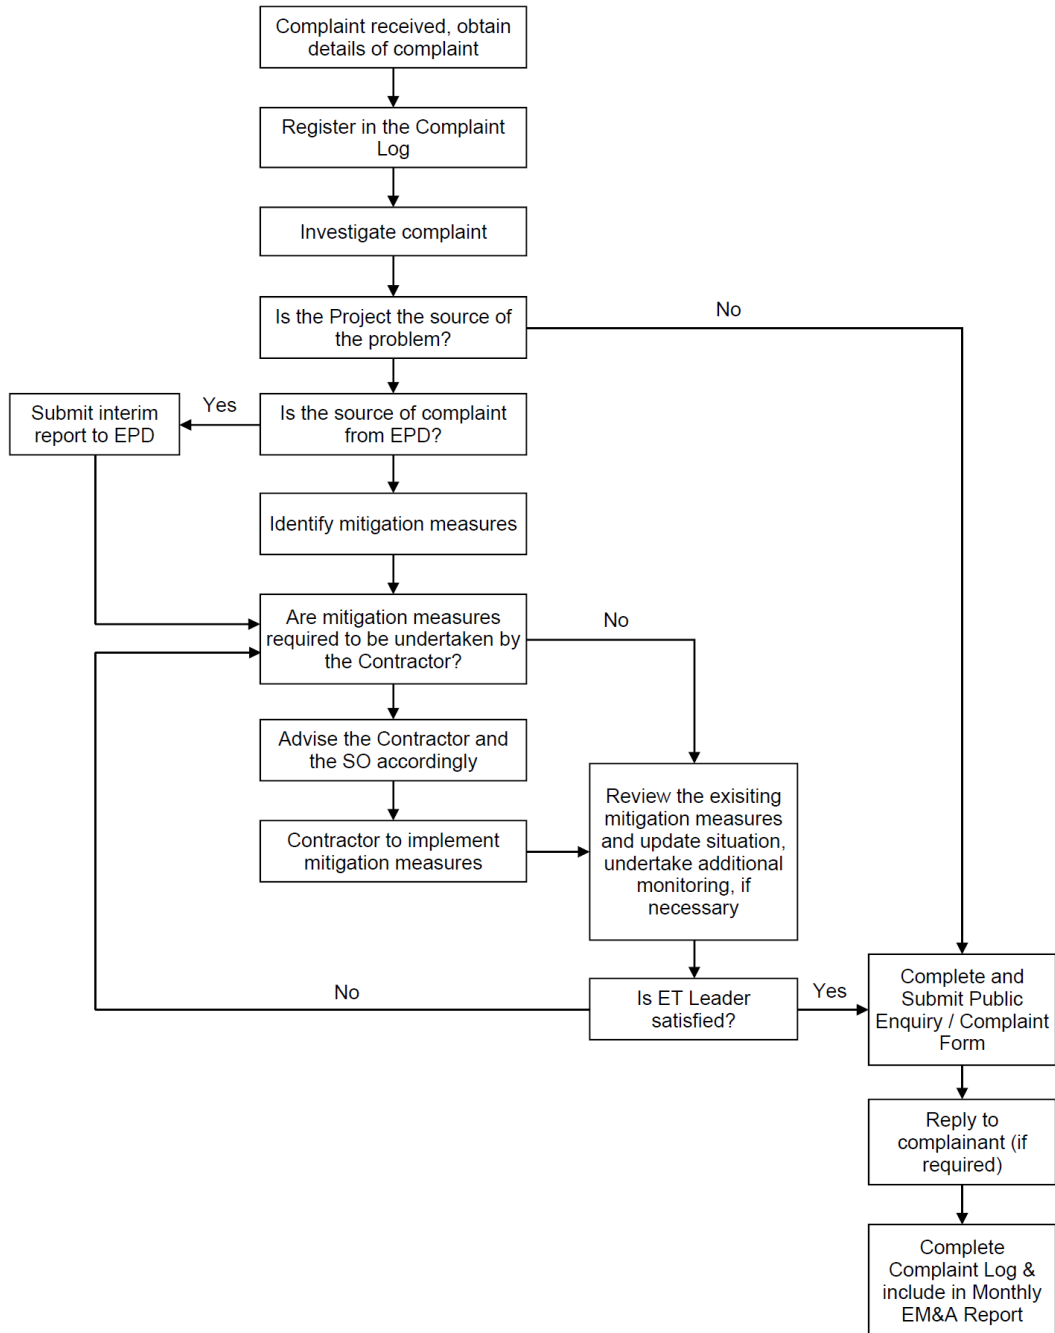 Complaint received, obtain
details of complaint
Register in the Complaint
Log
Investigate complaint
Is the Project the source of
the problem?
No
Submit interim
report to EPD
Yes
Is the source of complaint
from EPD?
Identify mitigation measures
Are mitigation measures
required to be undertaken by
the Contractor?
No
Advise the Contractor and
the SO accordingly
Contractor to implement
mitigation measures
Review the exisiting
mitigation measures
and update situation,
undertake additional
monitoring, if
necessary
No
Is ET Leader
satisfied?
Yes
Complete and
Submit Public
Enquiry / Complaint
Form
Reply to
complainant (if
required)
Complete
Complaint Log &
include in Monthly
EM&A Report